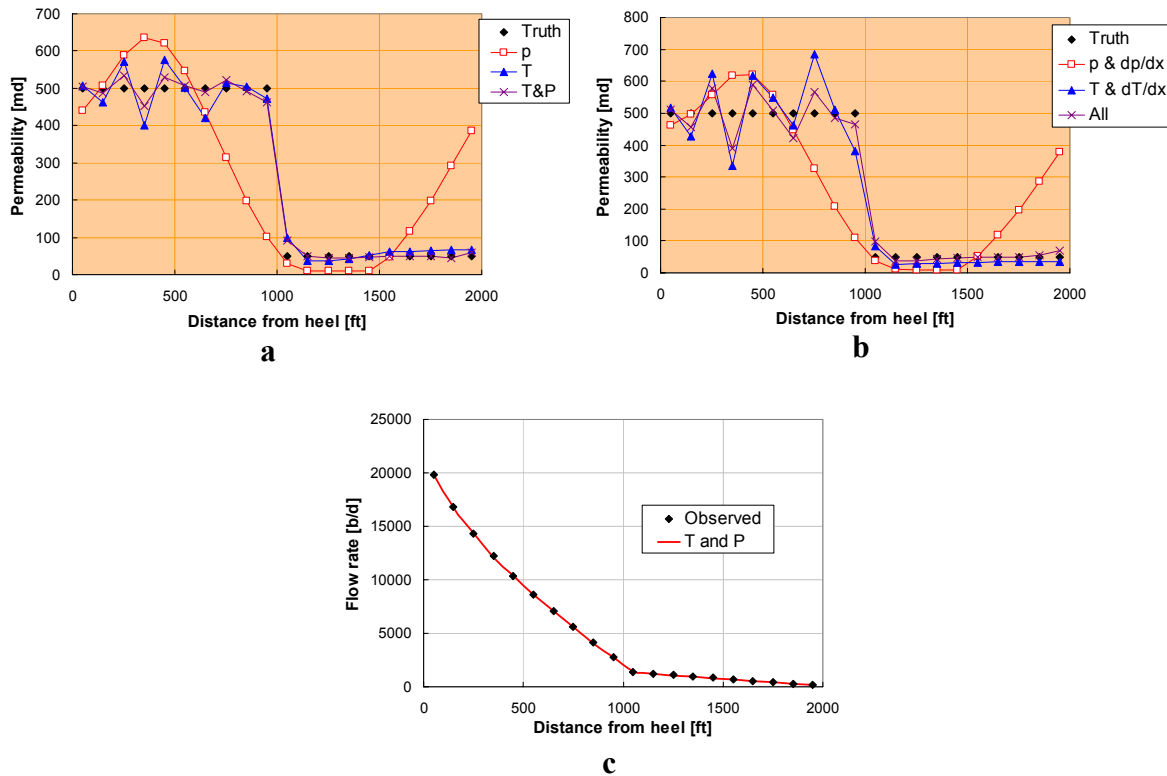 700
600
500
400
300
200
100
0
Permeability [md]
0 500 1000 1500 2000
Distance from heel [ft]
Truth
p
T
T&P
a
800
700
600
500
400
300
200
100
0
Permeability [md]
0 500 1000 1500 2000
Distance from heel [ft]
Truth
p & dp/dx
T & dT/dx
All
b
25000
20000
15000
10000
5000
0
Flow rate [b/d]
0 500 1000 1500 2000
Distance from heel [ft]
Observed
T and P
c